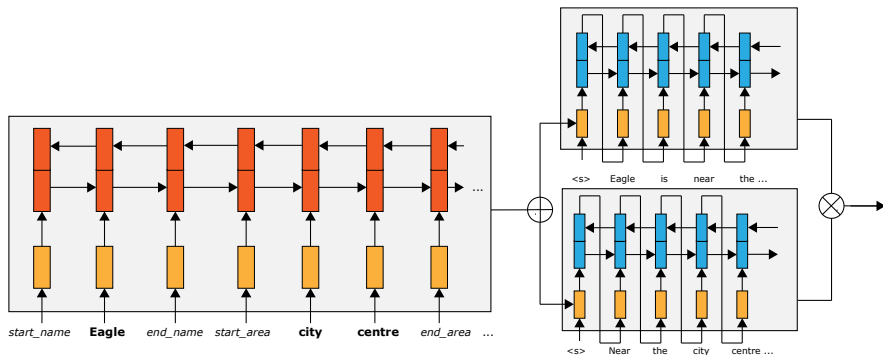 <s> Eagle is near the ...
...
start_name Eagle end_name start_area city centre end_area ...
<s> Near the city centre ...